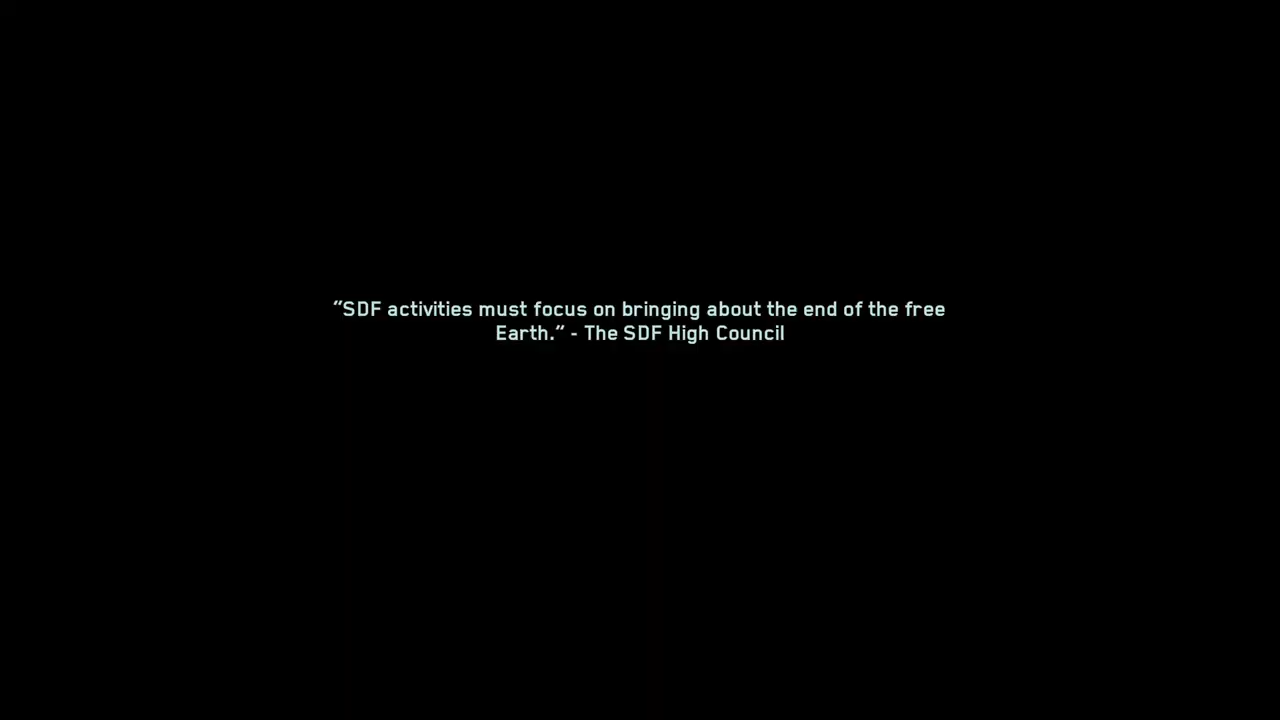 "SDF activities must focus on bringing about the end of the free
Earth." - The SDF High Council